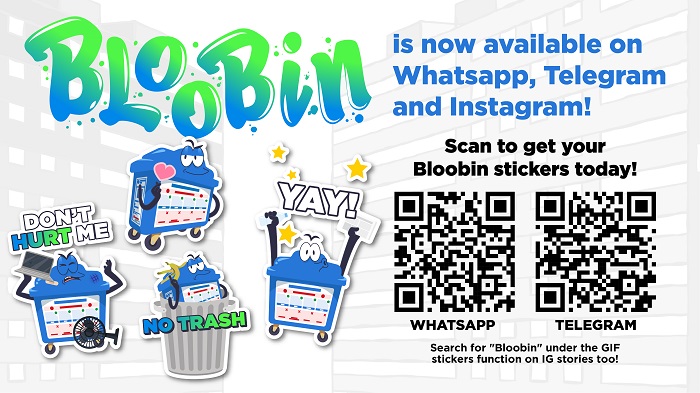 BLOOBIN
is now available on
Whatsapp, Telegram
and Instagram!
Scan to get your
Bloobin stickers today!
DON'T
HURT ME
YAY!
NO TRASH
WHATSAPP
TELEGRAM
Search for "Bloobin" under the GIF
stickers function on IG stories too!